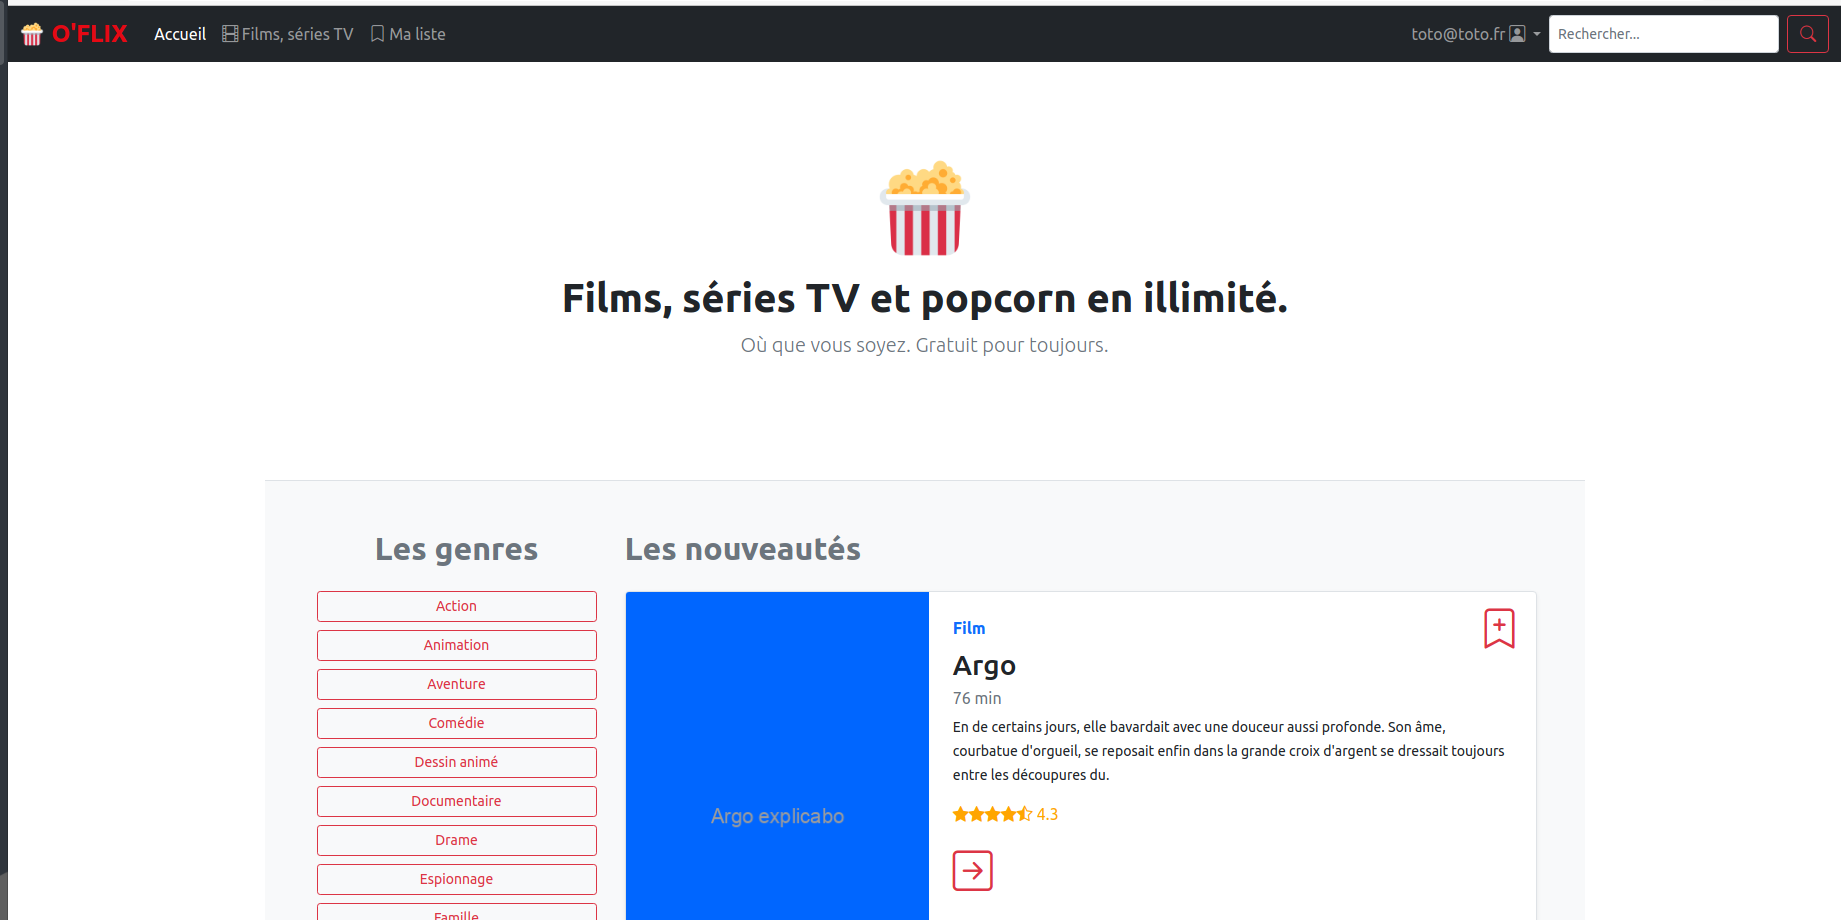 O'FLIX Accueil Films, séries TV Ma liste toto@toto.fr Rechercher...
Films, séries TV et popcorn en illimité.
Où que vous soyez. Gratuit pour toujours.
Les genres
Action
Animation
Aventure
Comédie
Dessin animé
Documentaire
Drame
Espionnage
Famille
Les nouveautés
Argo explicabo
Film
Argo
76 min
En de certains jours, elle bavardait avec une douceur aussi profonde. Son âme,
courbatue d'orgueil, se reposait enfin dans la grande croix d'argent se dressait toujours
entre les découpures du.
4.3